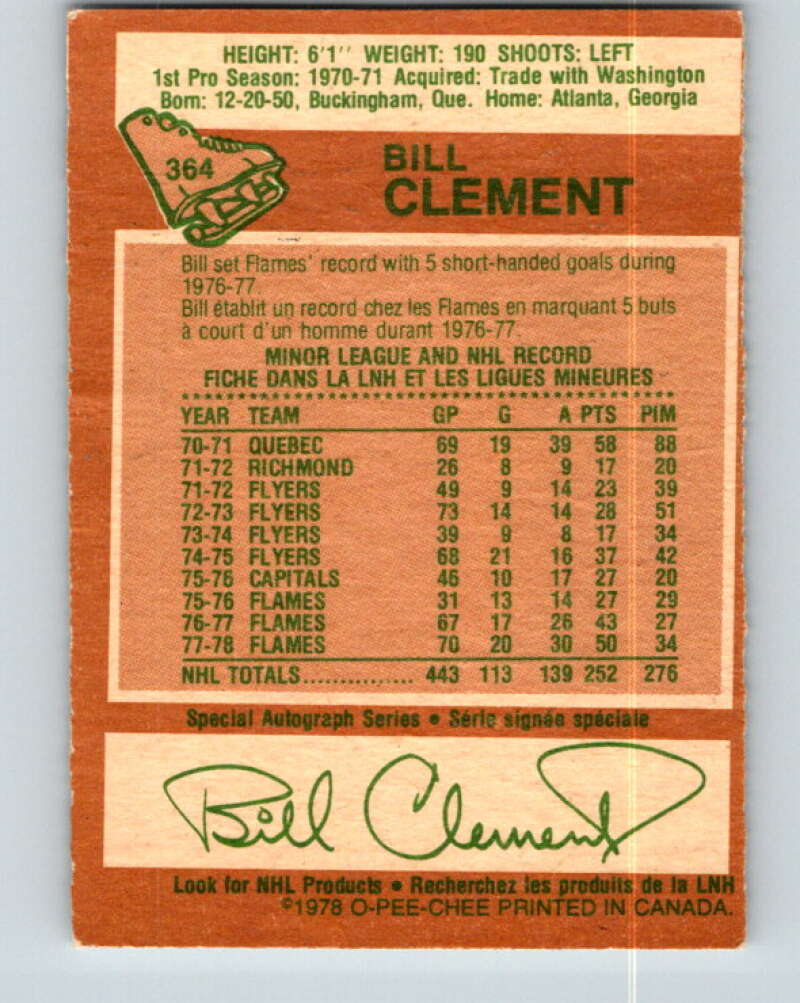 HEIGHT: 6'1'' WEIGHT: 190 SHOOTS: LEFT
1st Pro Season: 1970-71 Acquired: Trade with Washington
Born: 12-20-50, Buckingham, Que. Home: Atlanta, Georgia
364
BILL
CLEMENT
Bill set Flames' record with 5 short-handed goals during
1976-77.
Bill établit un record chez les Flames en marquant 5 buts
à court d'un homme durant 1976-77.
MINOR LEAGUE AND NHL RECORD
FICHE DANS LA LNH ET LES LIGUES MINEURES
YEAR TEAM GP G A PTS PIM
70-71 QUEBEC 69 19 39 58 88
71-72 RICHMOND 26 8 9 17 20
71-72 FLYERS 49 9 14 23 39
72-73 FLYERS 73 14 14 28 51
73-74 FLYERS 39 9 8 17 34
74-75 FLYERS 68 21 16 37 42
75-76 CAPITALS 46 10 17 27 20
75-76 FLAMES 31 13 14 27 29
76-77 FLAMES 67 17 26 43 27
77-78 FLAMES 70 20 30 50 34
NHL TOTALS............... 443 113 139 252 276
Special Autograph Series • Série signée spéciale
Bill Clement
Look for NHL Products • Recherchez les produits de la LNH
©1978 O-PEE-CHEE PRINTED IN CANADA.